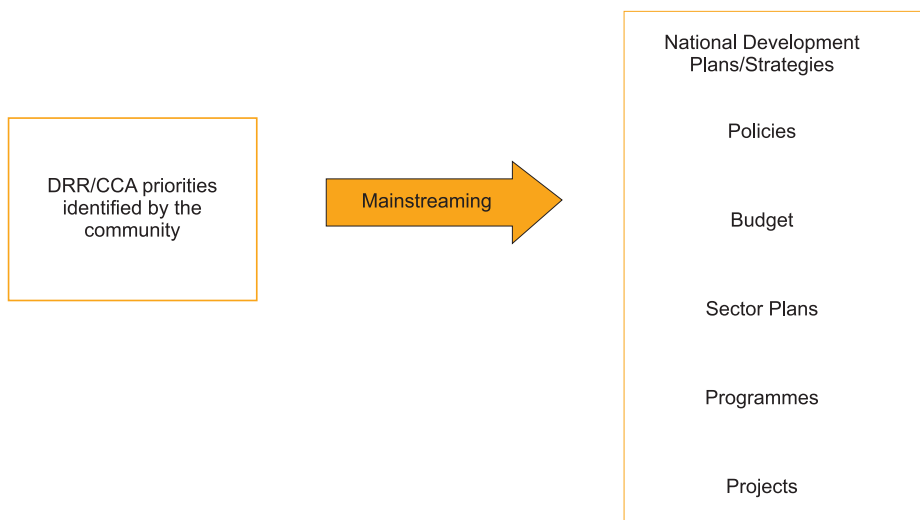 DRR/CCA priorities
identified by the
community
Mainstreaming
National Development
Plans/Strategies
Policies
Budget
Sector Plans
Programmes
Projects